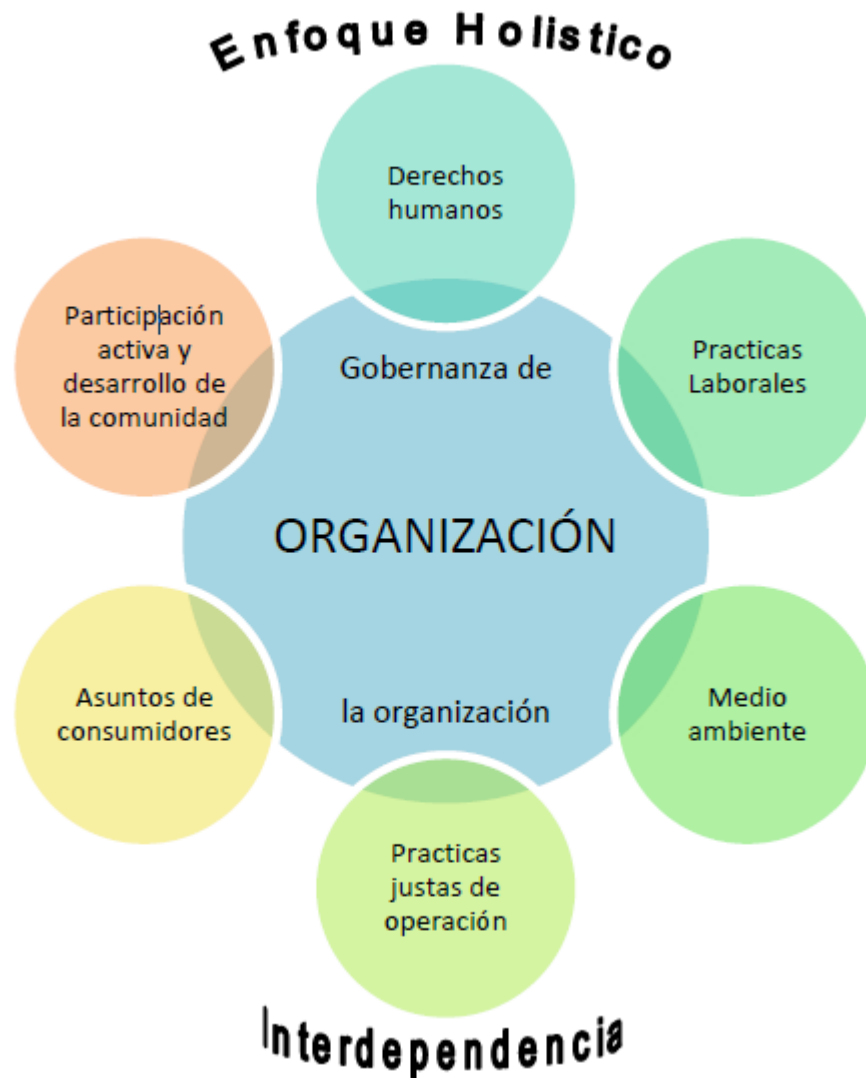 Enfoque Holistico
Derechos
humanos
Participación
activa y
desarrollo de
la comunidad
Gobernanza de
Practicas
Laborales
ORGANIZACIÓN
Asuntos de
consumidores
la organización
Medio
ambiente
Practicas
justas de
operación
Interdependencia